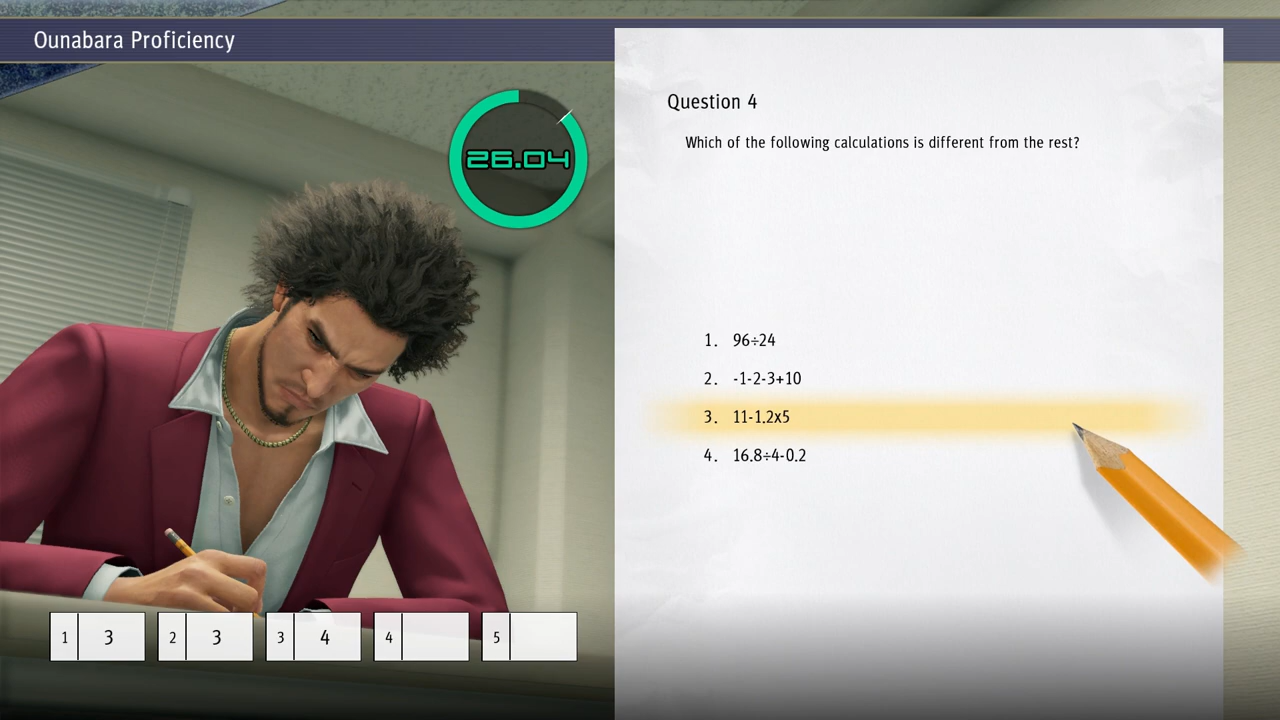 Ounabara Proficiency
26.04
Question 4
Which of the following calculations is different from the rest?
1. 96÷24
2. -1-2-3+10
3. 11-1.2x5
4. 16.8÷4-0.2
1 3 2 3 3 4 4 5